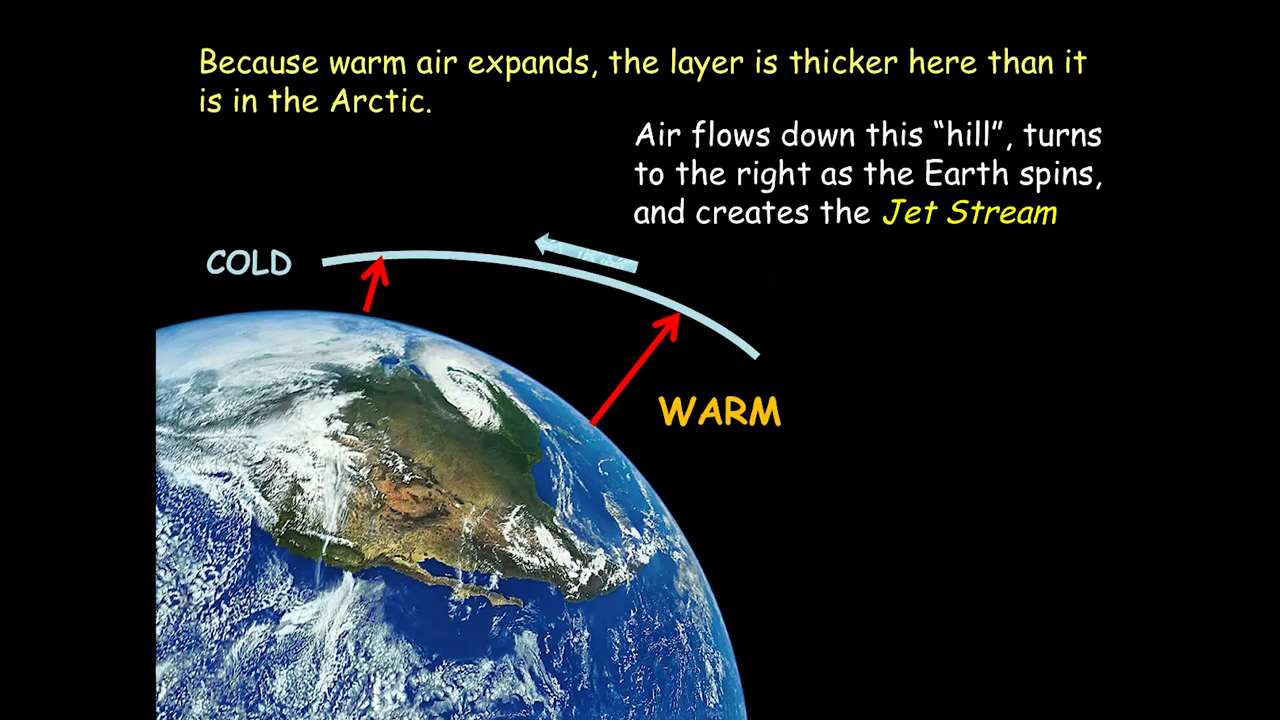 Because warm air expands, the layer is thicker here than it
is in the Arctic.
Air flows down this “hill”, turns
to the right as the Earth spins,
and creates the Jet Stream
COLD
WARM